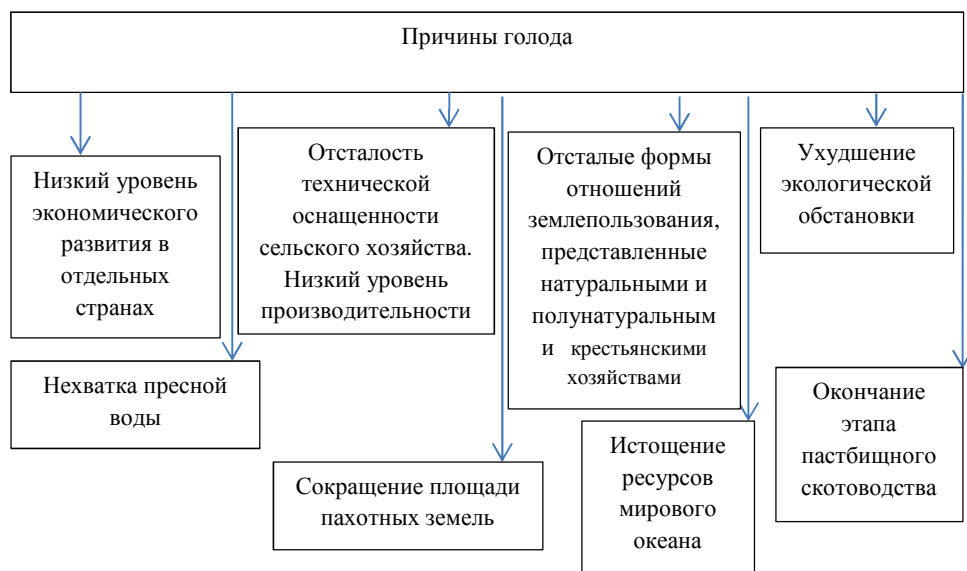 Причины голода
Низкий уровень
экономического
развития в
отдельных
странах
Отсталость
технической
оснащенности
сельского хозяйства.
Низкий уровень
производительности
Отсталые формы
отношений
землепользования,
представленные
натуральными и
полунатуральным
и крестьянскими
хозяйствами
Ухудшение
экологической
обстановки
Нехватка пресной
воды
Сокращение площади
пахотных земель
Истощение
ресурсов
мирового
океана
Окончание
этапа
пастбищного
скотоводства